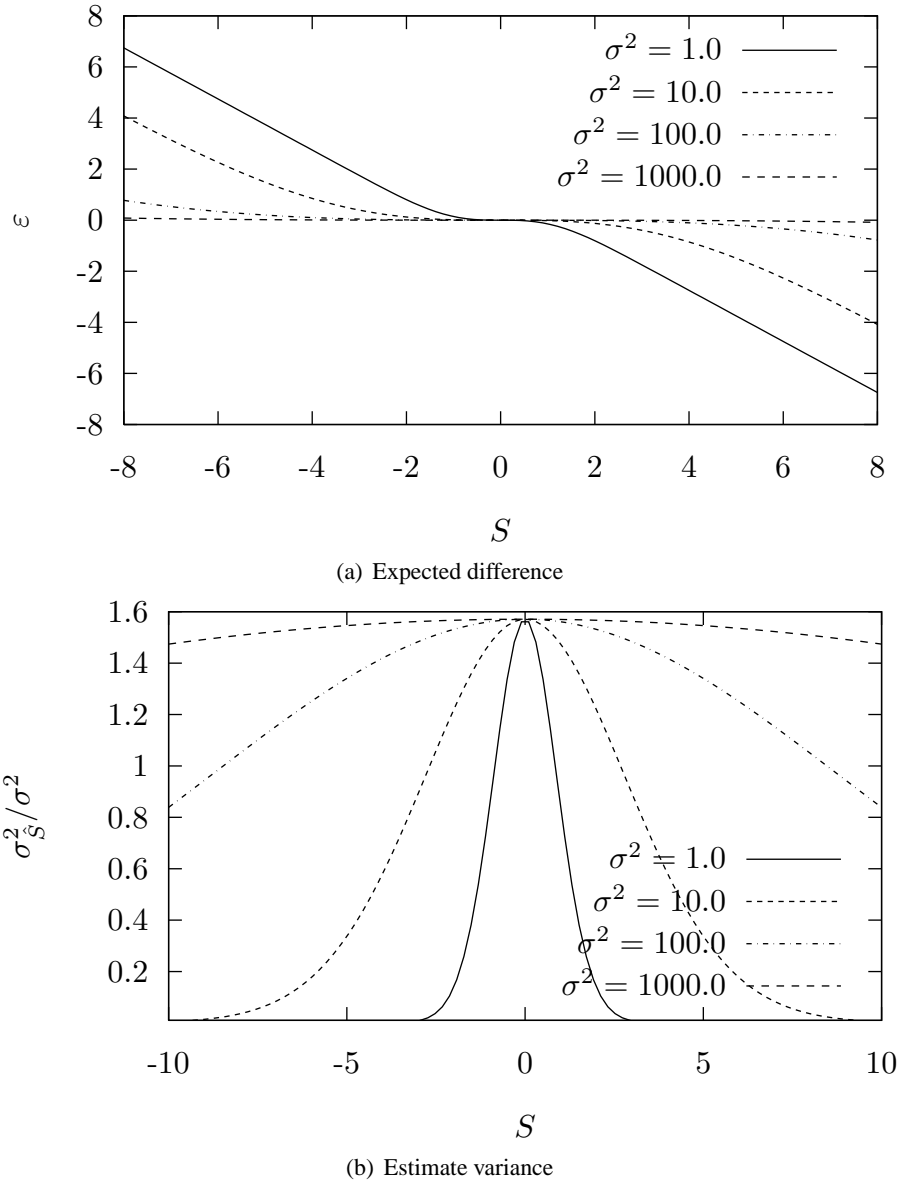 8
6
4
2
0
-2
-4
-6
-8
ε
σ² = 1.0
σ² = 10.0
σ² = 100.0
σ² = 1000.0
-8 -6 -4 -2 0 2 4 6 8
S
(a) Expected difference
1.6
1.4
1.2
1
0.8
0.6
0.4
0.2
σ²_Ŝ/σ²
σ² = 1.0
σ² = 10.0
σ² = 100.0
σ² = 1000.0
-10 -5 0 5 10
S
(b) Estimate variance